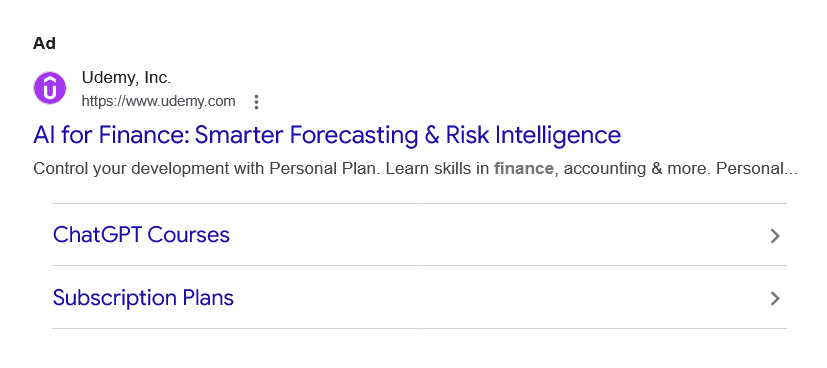 Ad
Udemy, Inc.
https://www.udemy.com
AI for Finance: Smarter Forecasting & Risk Intelligence
Control your development with Personal Plan. Learn skills in finance, accounting & more. Personal...
ChatGPT Courses
Subscription Plans